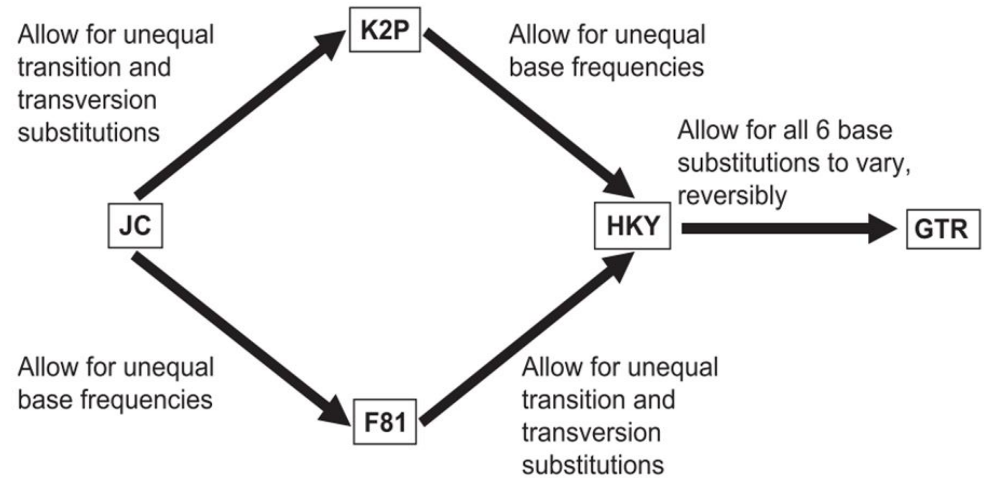 Allow for unequal
transition and
transversion
substitutions
K2P
Allow for unequal
base frequencies
Allow for all 6 base
substitutions to vary,
reversibly
JC
HKY
GTR
Allow for unequal
base frequencies
F81
Allow for unequal
transition and
transversion
substitutions